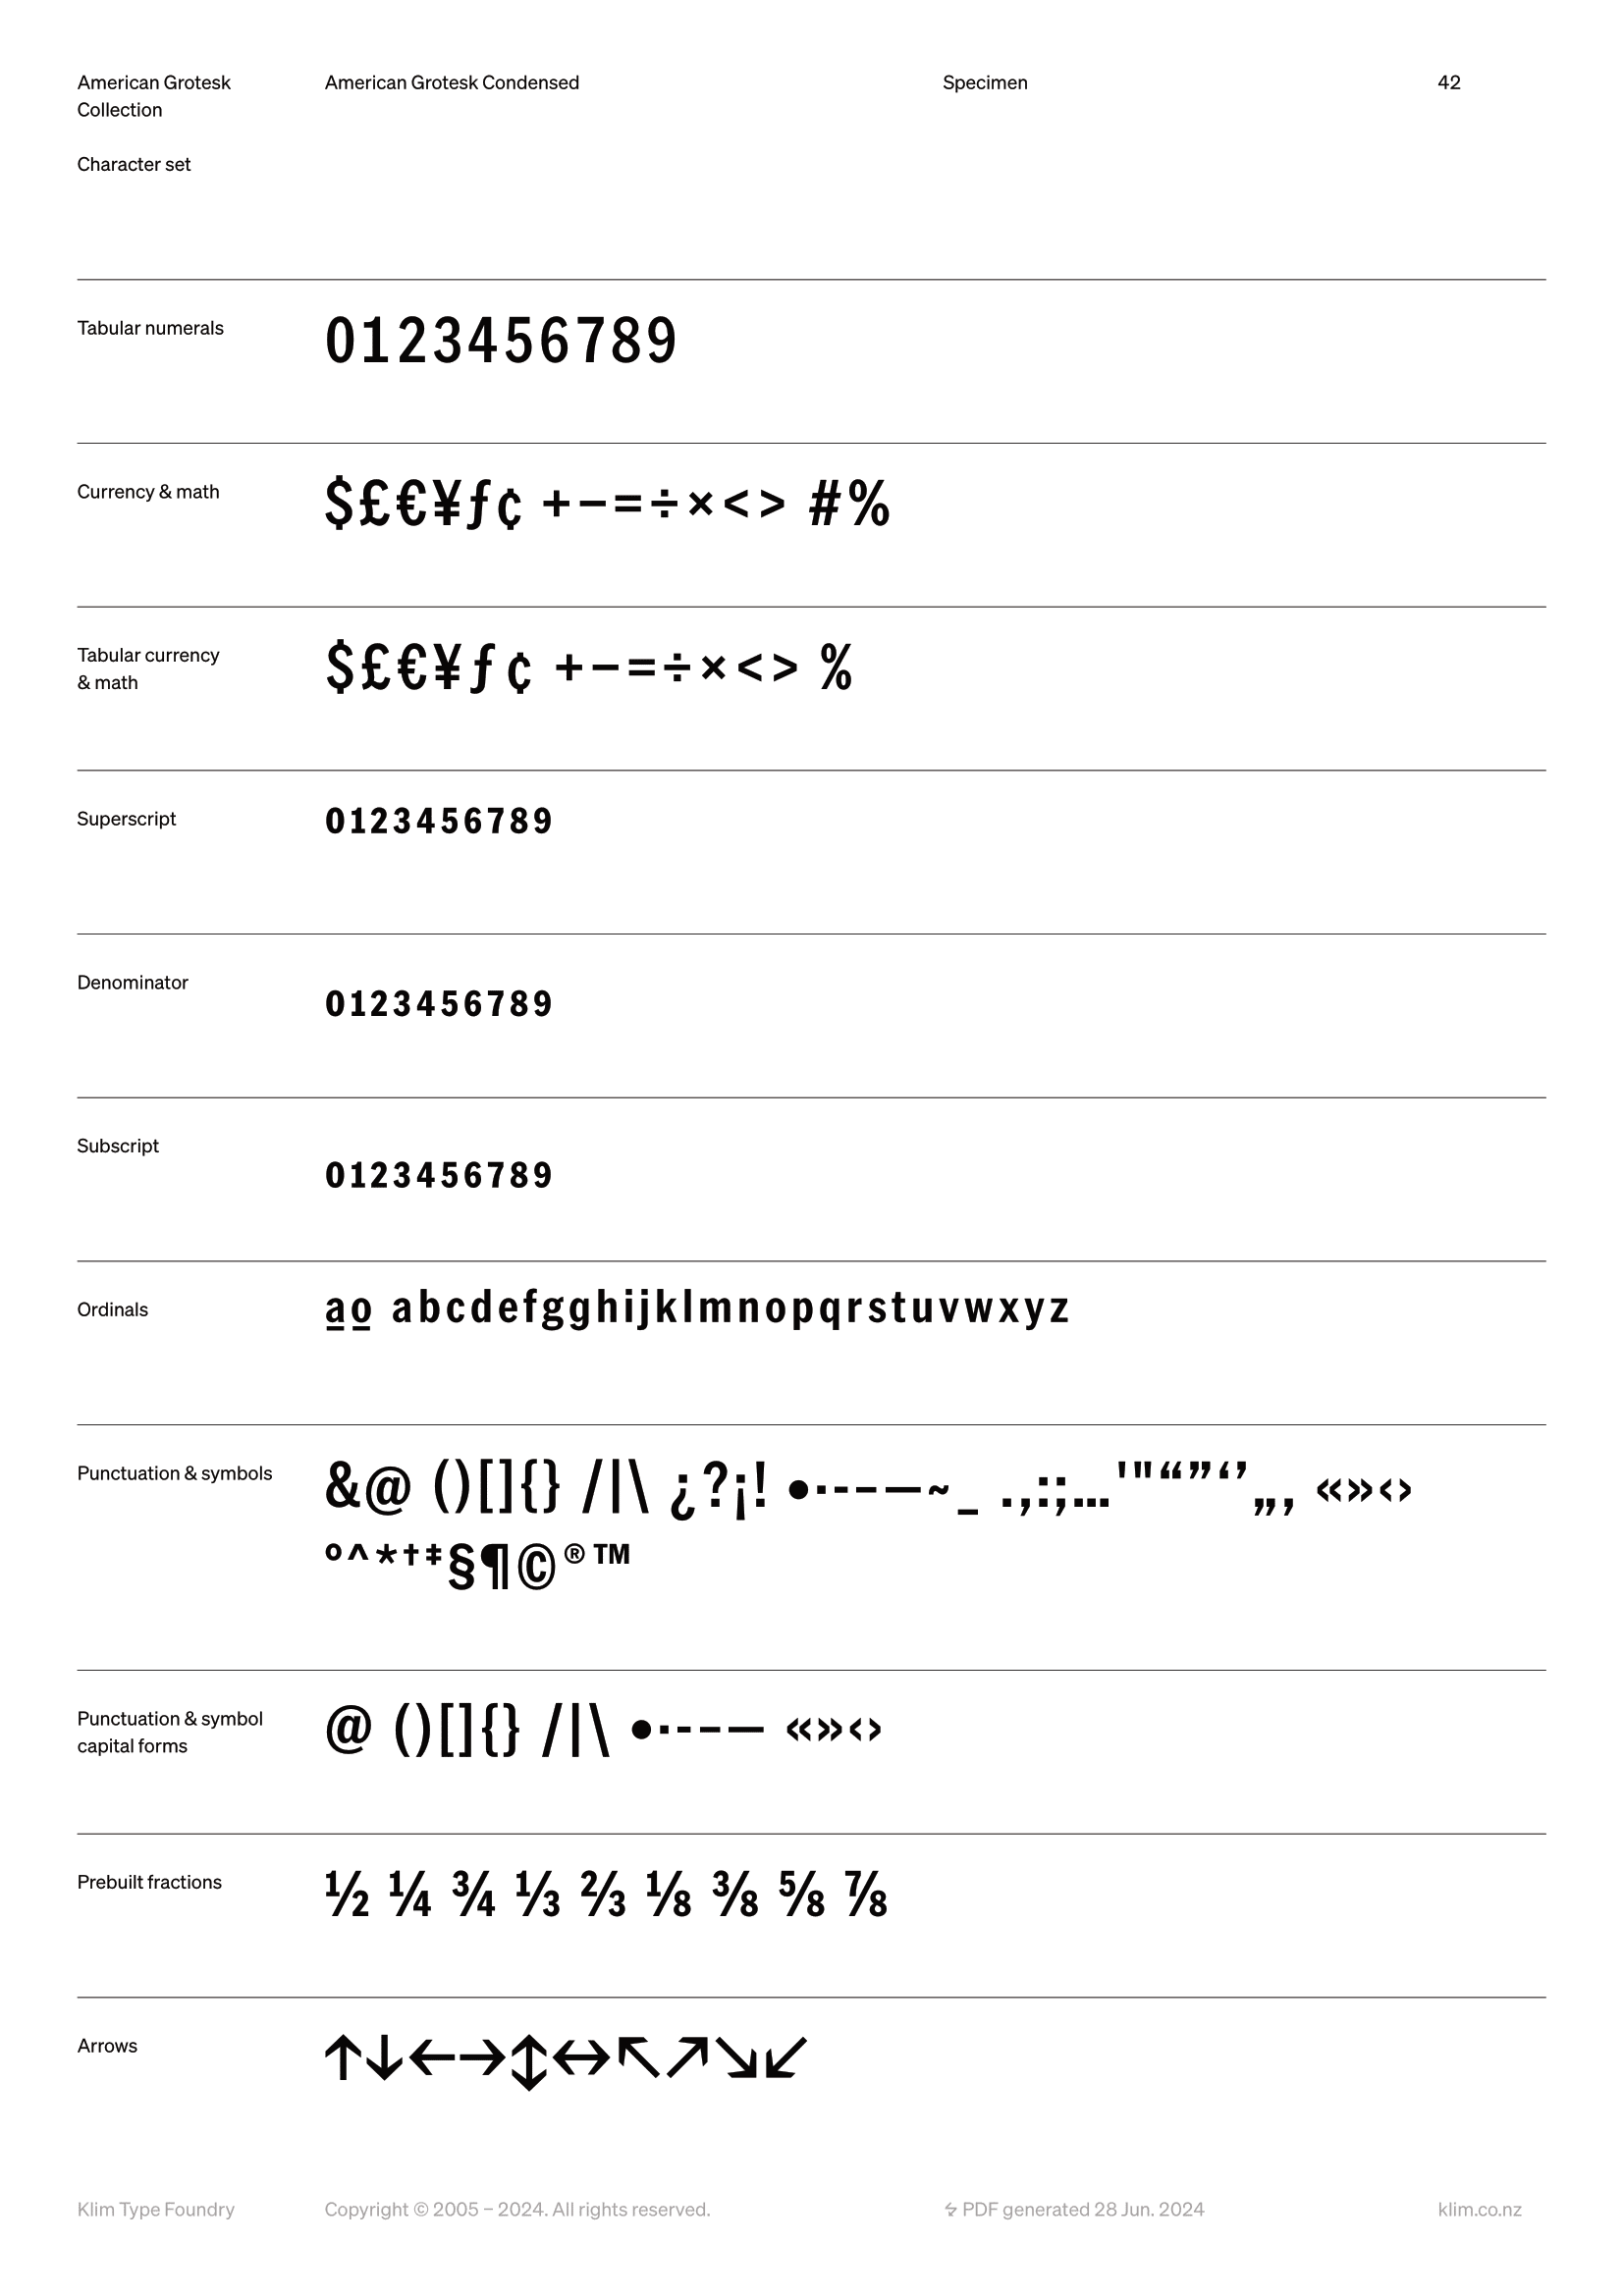 American Grotesk Collection
American Grotesk Condensed
Specimen
42
Character set
Tabular numerals
0123456789
Currency & math
$£€¥ƒ¢ +−=÷×<> #%
Tabular currency
& math
$£€¥ƒ¢ +−=÷×<> %
Superscript
0123456789
Denominator
0123456789
Subscript
0123456789
Ordinals
ao abcdefgghijklmnopqrstuvwxyz
Punctuation & symbols
&@ ()[]{} /|\ ¿?¡! •·-–—~_ .,:;…'"“”‘’„‚ «»‹›
°^*†‡§¶©®™
Punctuation & symbol
capital forms
@ ()[]{} /|\ •·-–— «»‹›
Prebuilt fractions
½ ¼ ¾ ⅓ ⅔ ⅛ ⅜ ⅝ ⅞
Arrows
↑↓←→↕↔↖↗↘↙
Klim Type Foundry
Copyright © 2005 – 2024. All rights reserved.
PDF generated 28 Jun. 2024
klim.co.nz